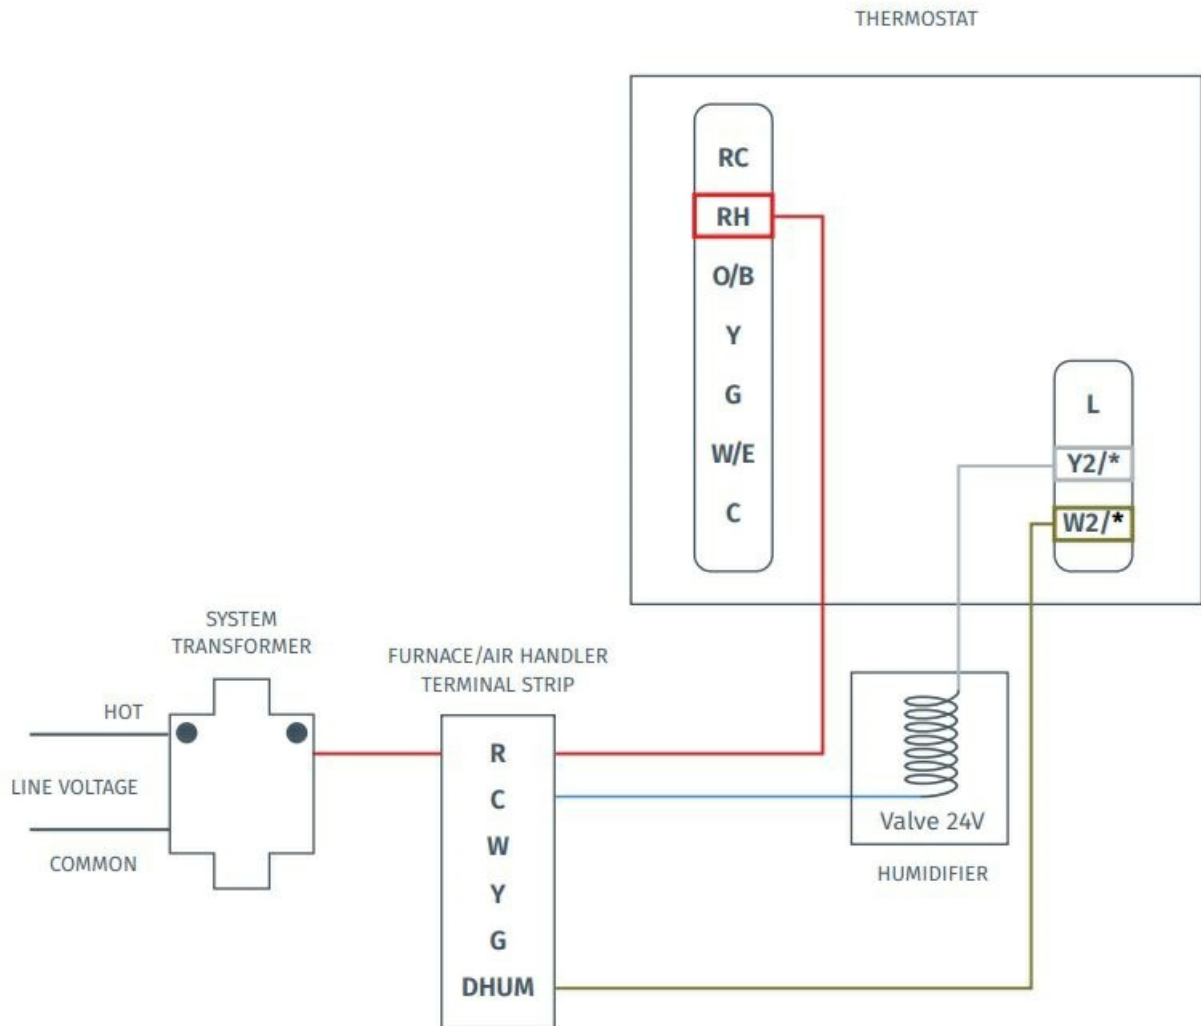 THERMOSTAT
RC
RH
O/B
Y
G
W/E
C
L
Y2/*
W2/*
SYSTEM
TRANSFORMER
HOT
LINE VOLTAGE
COMMON
FURNACE/AIR HANDLER
TERMINAL STRIP
R
C
W
Y
G
DHUM
Valve 24V
HUMIDIFIER